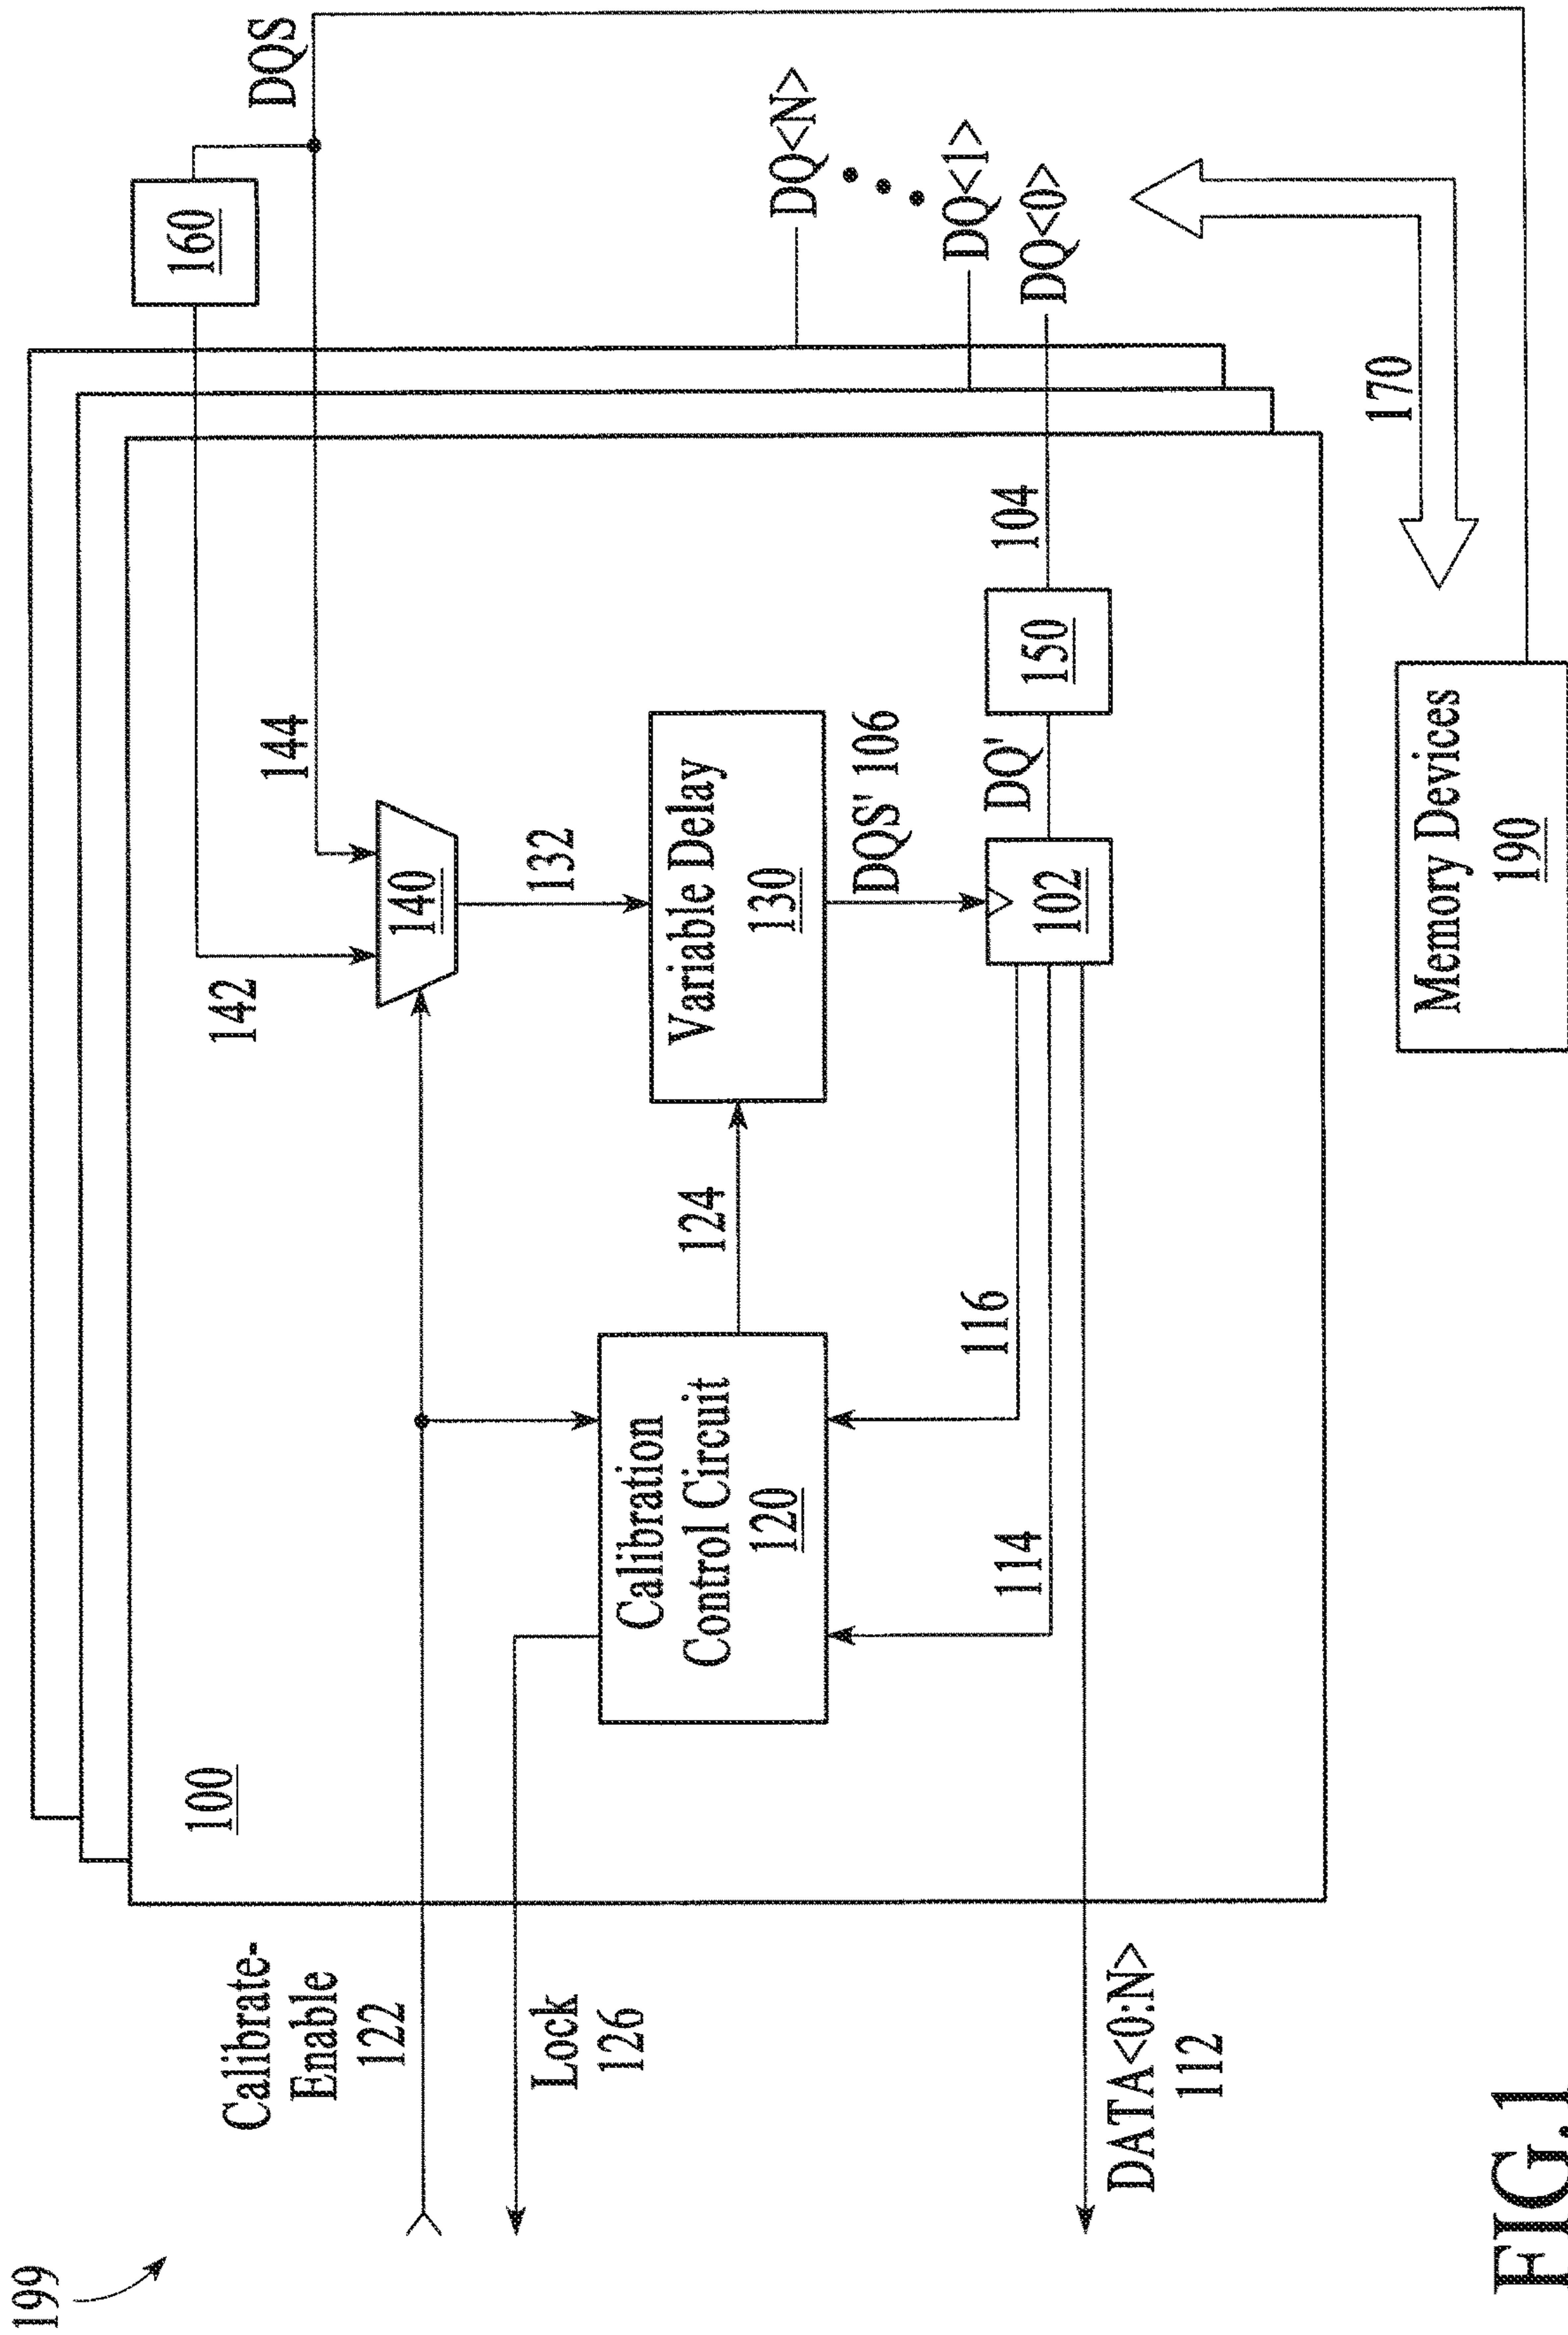 199
Calibrate-
Enable
122
Lock
126
DATA<0:N>
112
100
Calibration
Control Circuit
120
114
116
124
142
140
144
132
Variable Delay
130
DQS' 106
102
DQ'
150
104
160
DQS
DQ<N>
DQ<1>
DQ<0>
170
Memory Devices
190
FIG.1